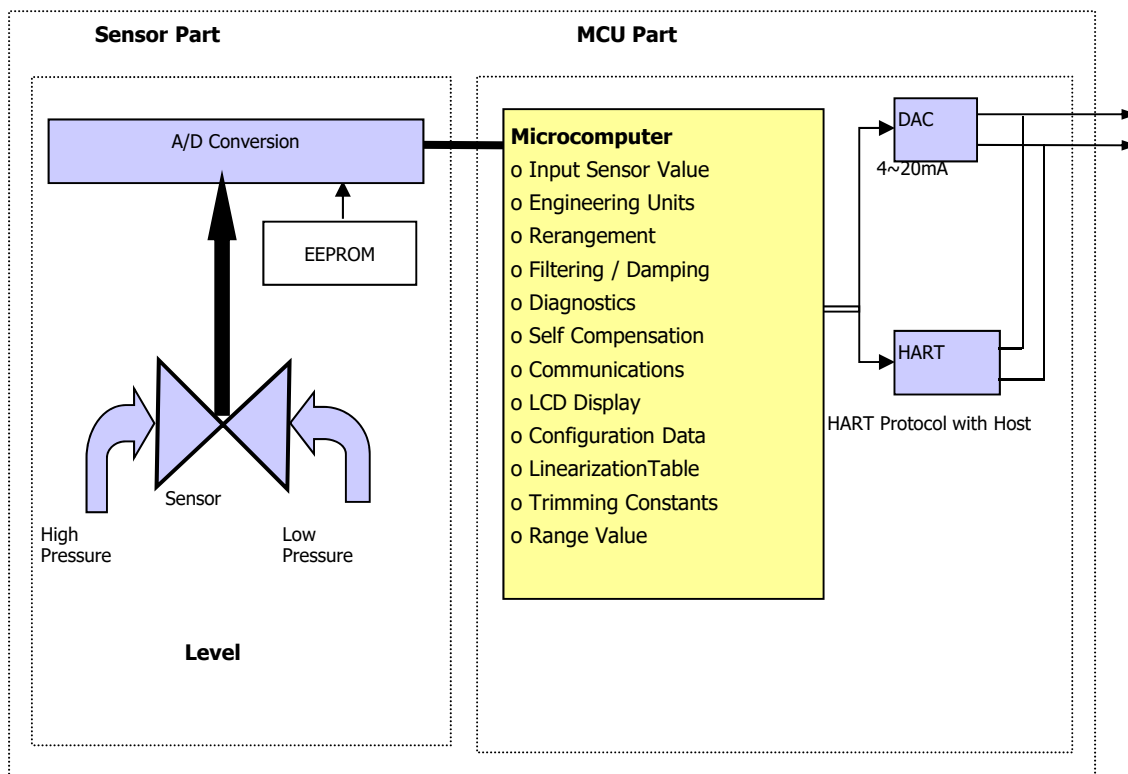 Sensor Part
MCU Part
A/D Conversion
EEPROM
Sensor
High
Pressure
Low
Pressure
Level
Microcomputer
o Input Sensor Value
o Engineering Units
o Rerangement
o Filtering / Damping
o Diagnostics
o Self Compensation
o Communications
o LCD Display
o Configuration Data
o LinearizationTable
o Trimming Constants
o Range Value
DAC
4~20mA
HART
HART Protocol with Host